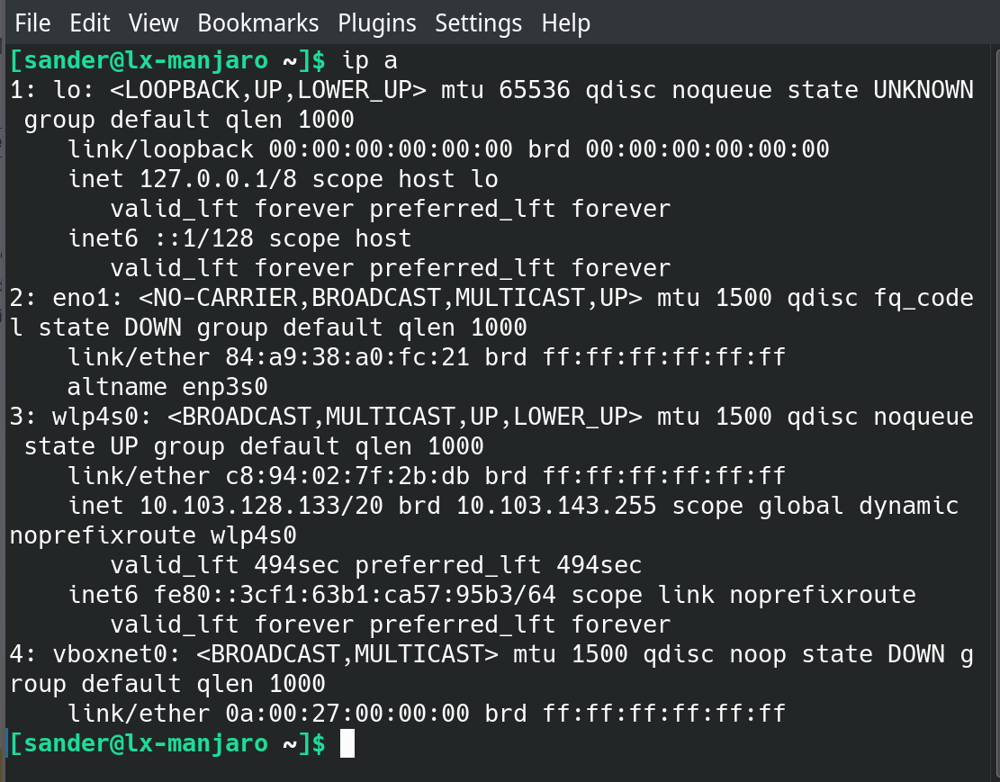 File Edit View Bookmarks Plugins Settings Help
[sander@lx-manjaro ~]$ ip a
1: lo: <LOOPBACK,UP,LOWER_UP> mtu 65536 qdisc noqueue state UNKNOWN
 group default qlen 1000
    link/loopback 00:00:00:00:00:00 brd 00:00:00:00:00:00
    inet 127.0.0.1/8 scope host lo
       valid_lft forever preferred_lft forever
    inet6 ::1/128 scope host
       valid_lft forever preferred_lft forever
2: eno1: <NO-CARRIER,BROADCAST,MULTICAST,UP> mtu 1500 qdisc fq_code
l state DOWN group default qlen 1000
    link/ether 84:a9:38:a0:fc:21 brd ff:ff:ff:ff:ff:ff
    altname enp3s0
3: wlp4s0: <BROADCAST,MULTICAST,UP,LOWER_UP> mtu 1500 qdisc noqueue
 state UP group default qlen 1000
    link/ether c8:94:02:7f:2b:db brd ff:ff:ff:ff:ff:ff
    inet 10.103.128.133/20 brd 10.103.143.255 scope global dynamic
noprefixroute wlp4s0
       valid_lft 494sec preferred_lft 494sec
    inet6 fe80::3cf1:63b1:ca57:95b3/64 scope link noprefixroute
       valid_lft forever preferred_lft forever
4: vboxnet0: <BROADCAST,MULTICAST> mtu 1500 qdisc noop state DOWN g
roup default qlen 1000
    link/ether 0a:00:27:00:00:00 brd ff:ff:ff:ff:ff:ff
[sander@lx-manjaro ~]$